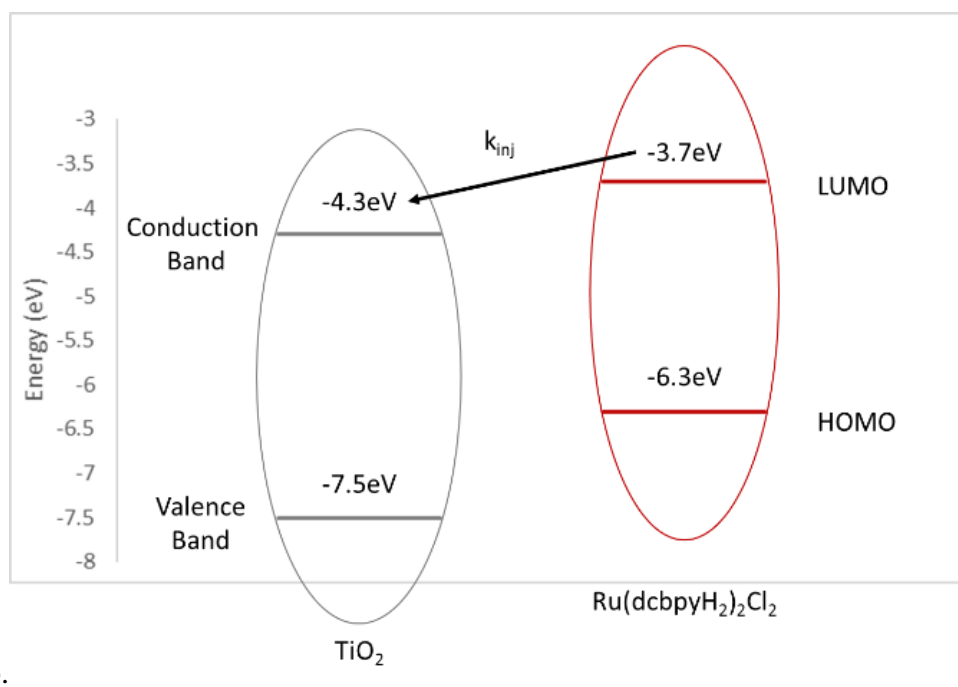 -3
-3.5
-4
-4.5
-5
-5.5
-6
-6.5
-7
-7.5
-8
Energy (eV)
Conduction
Band
Valence
Band
-4.3eV
-7.5eV
TiO₂
kinj
-3.7eV
-6.3eV
Ru(dcbpyH₂)₂Cl₂
LUMO
HOMO